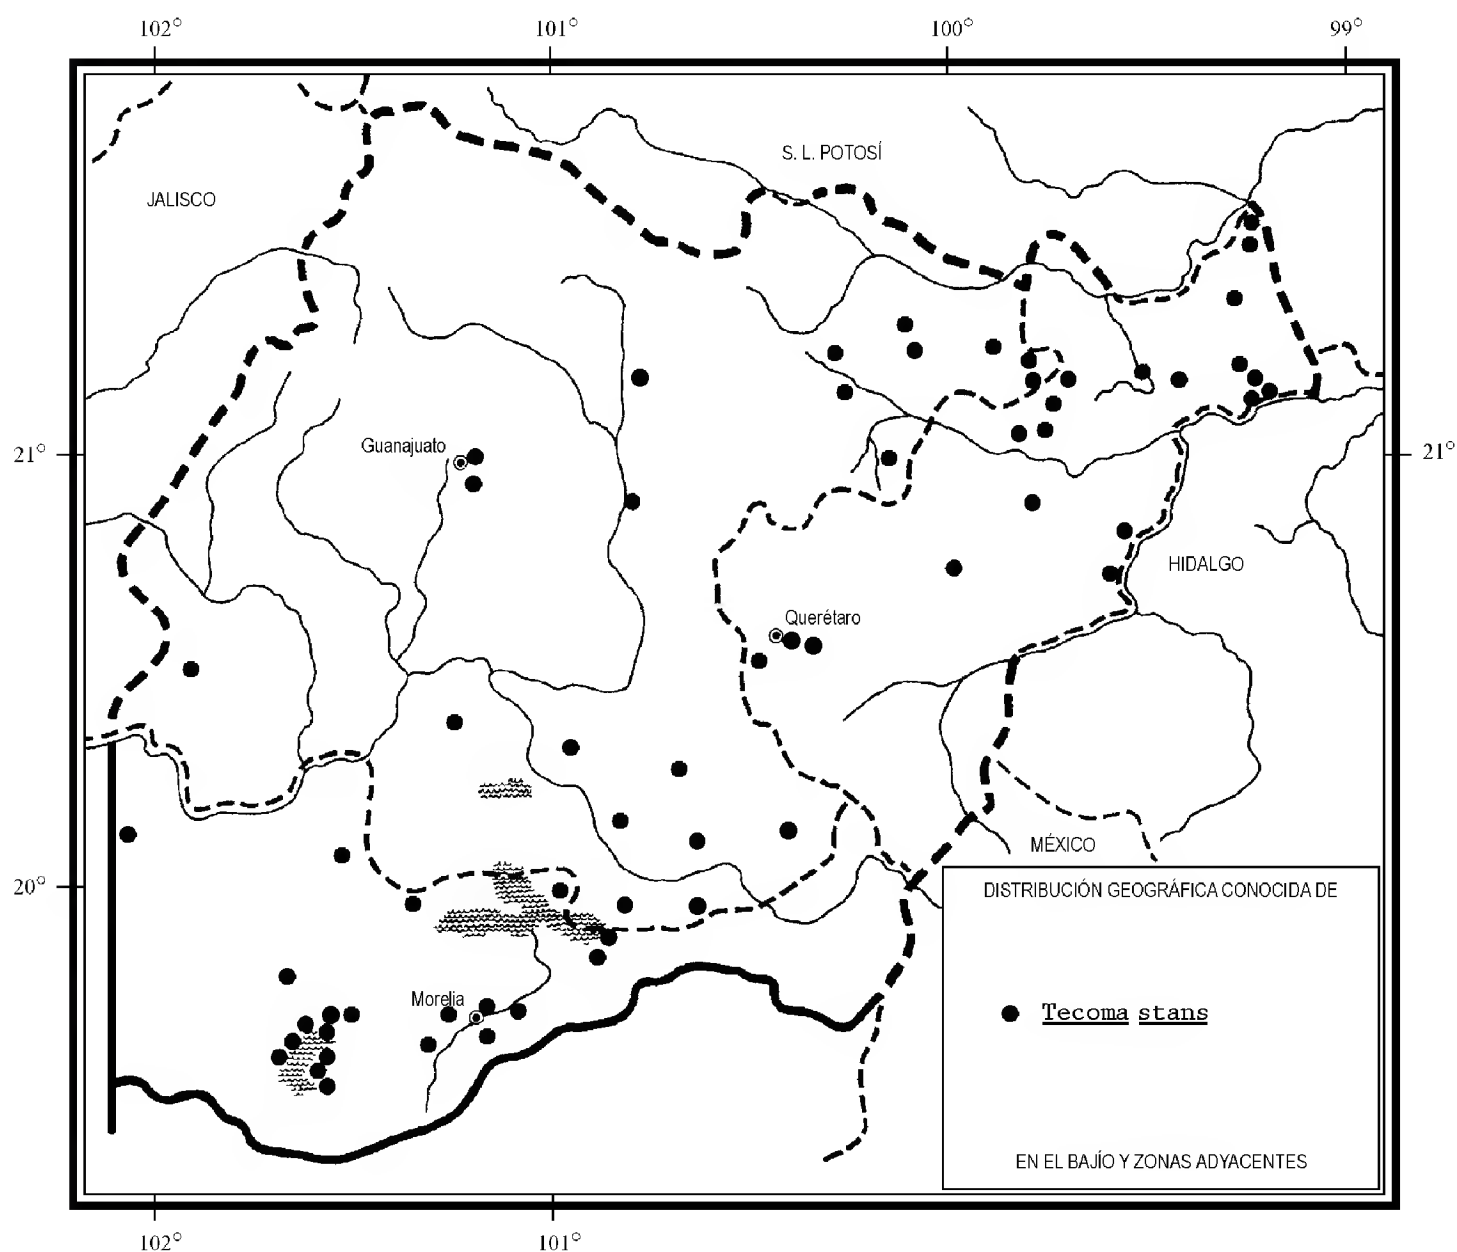 102° 101° 100° 99°
S. L. POTOSÍ
JALISCO
Guanajuato
21° 21°
HIDALGO
Querétaro
MÉXICO
20°
DISTRIBUCIÓN GEOGRÁFICA CONOCIDA DE
Morelia
Tecoma stans
EN EL BAJÍO Y ZONAS ADYACENTES
102° 101°